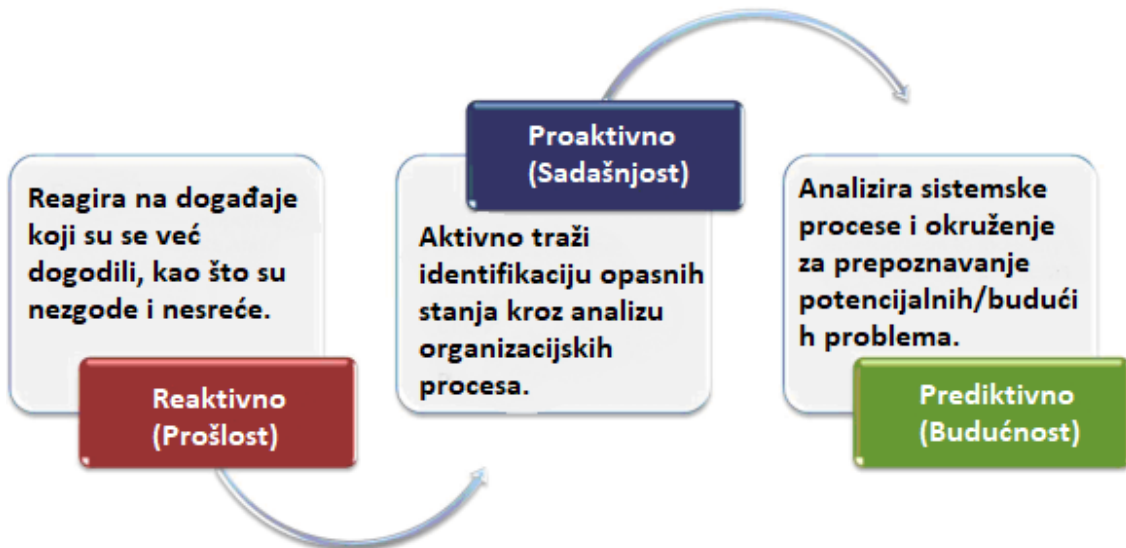 Reagira na događaje
koji su se već
dogodili, kao što su
nezgode i nesreće.
Reaktivno
(Prošlost)
Proaktivno
(Sadašnjost)
Aktivno traži
identifikaciju opasnih
stanja kroz analizu
organizacijskih
procesa.
Analizira sistemske
procese i okruženje
za prepoznavanje
potencijalnih/budući
h problema.
Prediktivno
(Budućnost)